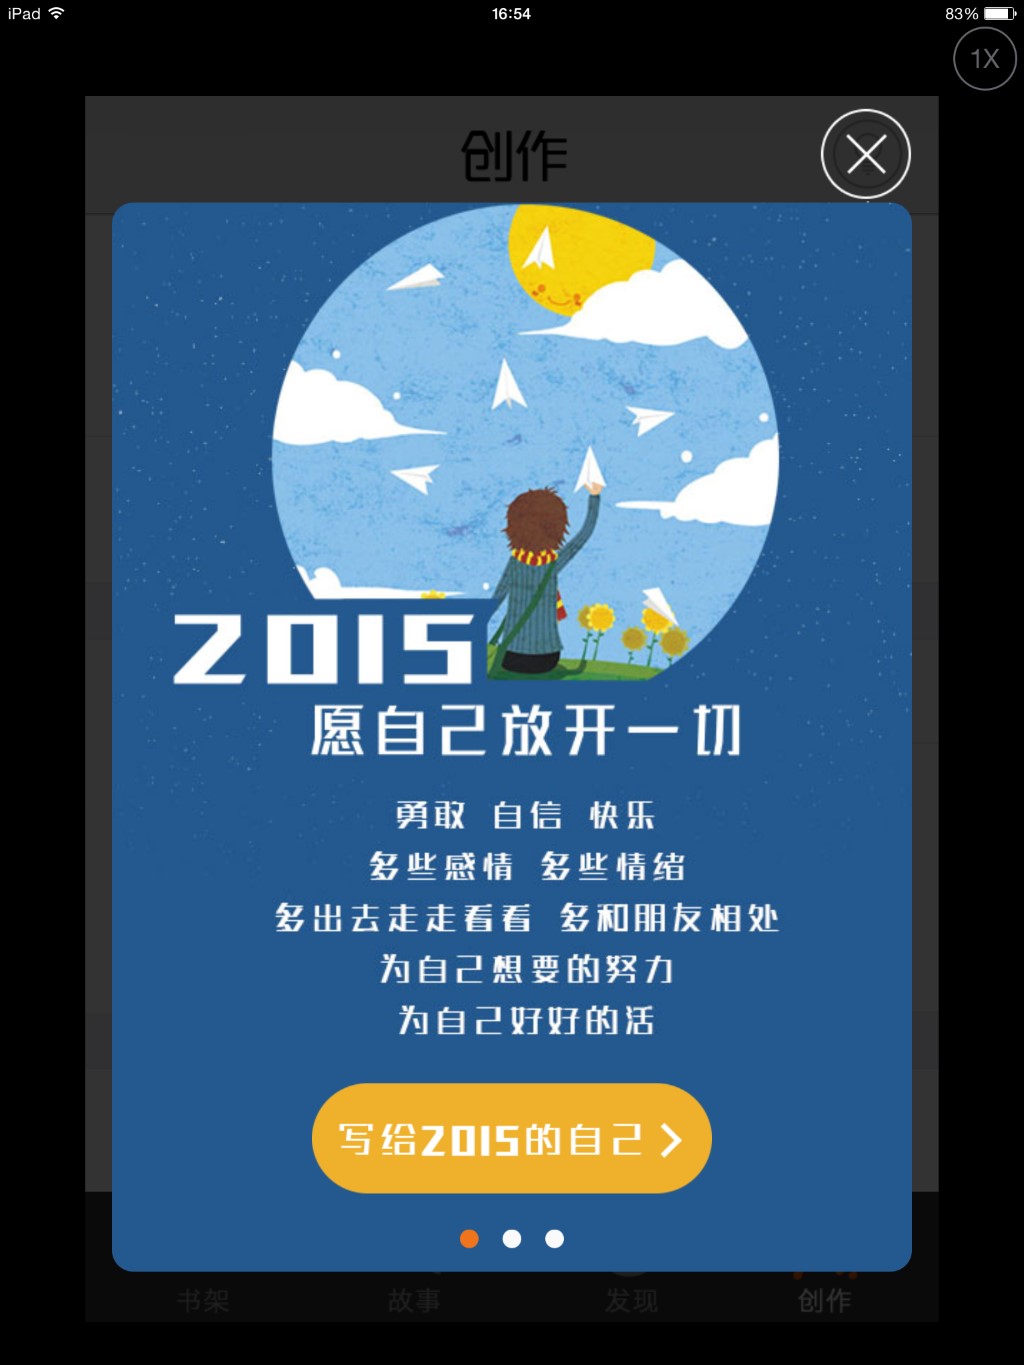 iPad 16:54 83%
1X
创作
2015
愿自己放开一切
勇敢 自信 快乐
多些感情 多些情绪
多出去走走看看 多和朋友相处
为自己想要的努力
为自己好好的活
写给2015的自己
书架 故事 发现 创作